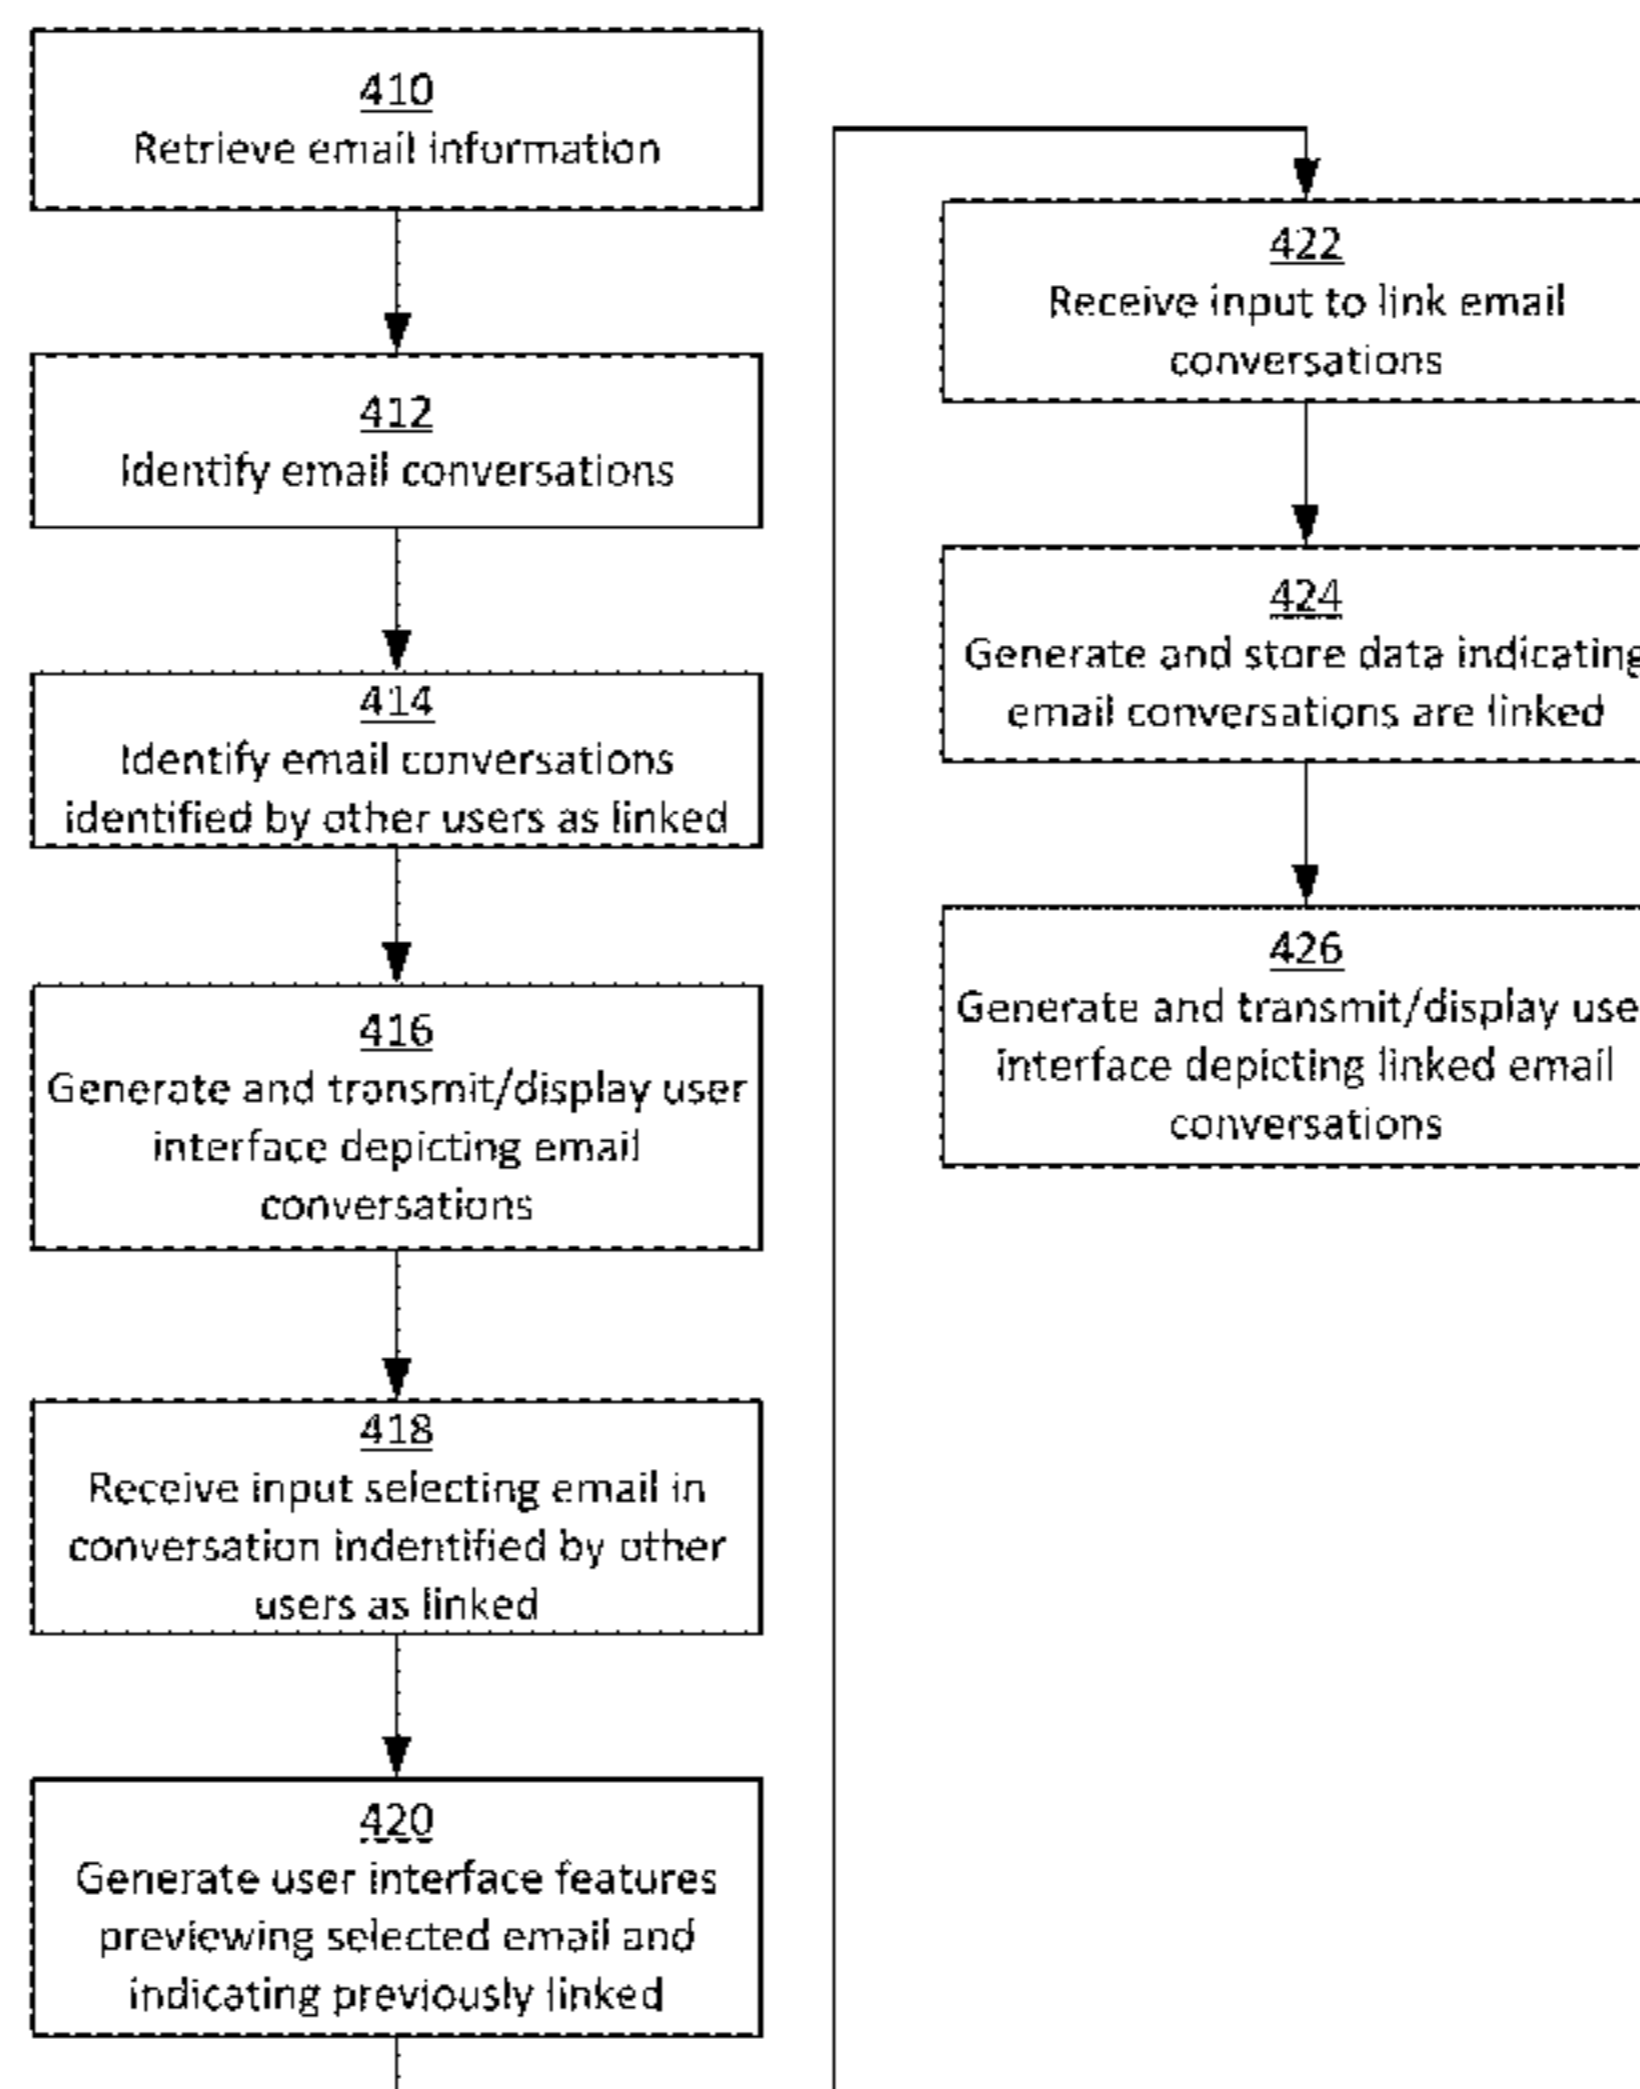 410
Retrieve email information
412
Identify email conversations
414
Identify email conversations
identified by other users as linked
416
Generate and transmit/display user
interface depicting email
conversations
418
Receive input selecting email in
conversation indentified by other
users as linked
420
Generate user interface features
previewing selected email and
indicating previously linked
422
Receive input to link email
conversations
424
Generate and store data indicating
email conversations are linked
426
Generate and transmit/display use
interface depicting linked email
conversations